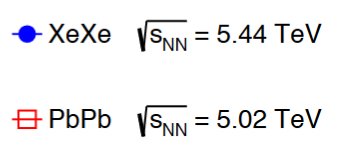 XeXe √sNN = 5.44 TeV
PbPb √sNN = 5.02 TeV